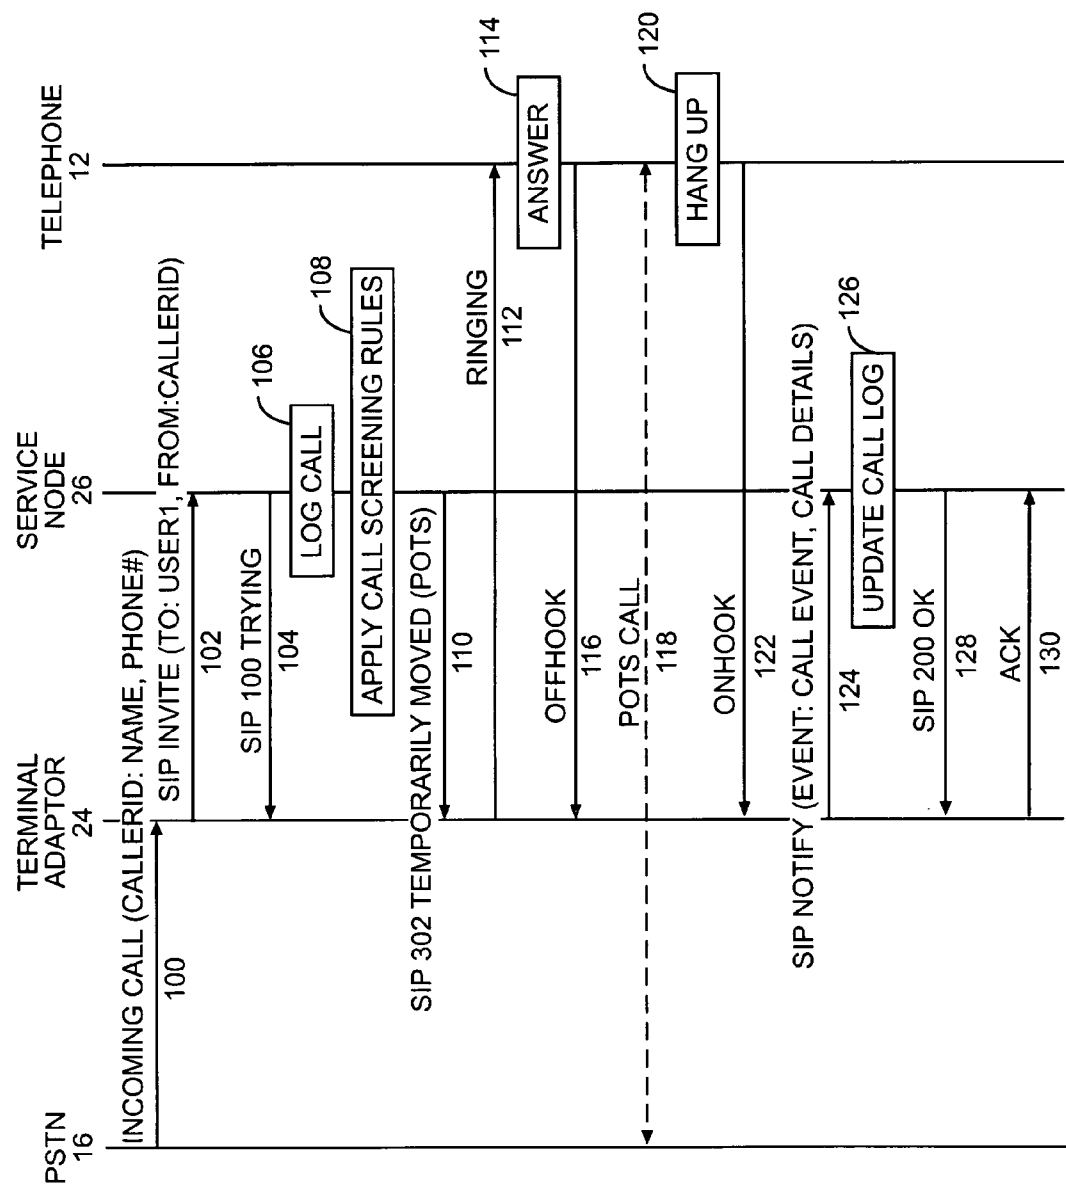 PSTN
16
TERMINAL
ADAPTOR
24
SERVICE
NODE
26
TELEPHONE
12
INCOMING CALL (CALLERID: NAME, PHONE#)
100
SIP INVITE (TO: USER1, FROM:CALLERID)
102
SIP 100 TRYING
104
LOG CALL
106
APPLY CALL SCREENING RULES
108
SIP 302 TEMPORARILY MOVED (POTS)
110
RINGING
112
ANSWER
114
OFFHOOK
116
POTS CALL
118
HANG UP
120
ONHOOK
122
SIP NOTIFY (EVENT: CALL EVENT, CALL DETAILS)
124
UPDATE CALL LOG
126
SIP 200 OK
128
ACK
130